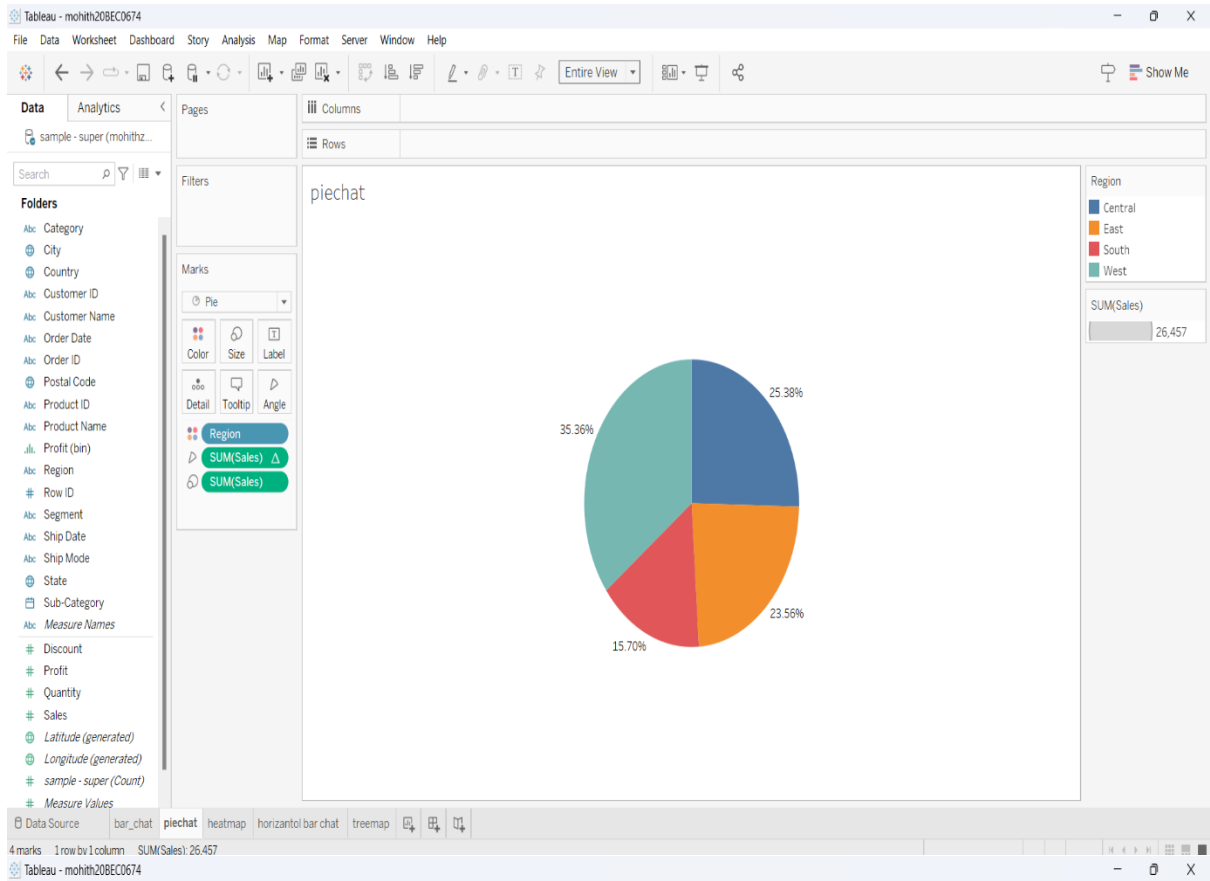 Tableau - mohith20BEC0674
File Data Worksheet Dashboard Story Analysis Map Format Server Window Help
Entire View
Show Me
Data Analytics
Pages
Columns
sample - super (mohithz...
Rows
Search
Filters
piechat
Region
Central
East
South
West
Folders
Category
City
Country
Customer ID
Customer Name
Order Date
Order ID
Postal Code
Product ID
Product Name
Profit (bin)
Region
Row ID
Segment
Ship Date
Ship Mode
State
Sub-Category
Measure Names
Discount
Profit
Quantity
Sales
Latitude (generated)
Longitude (generated)
sample - super (Count)
Measure Values
Marks
Pie
Color Size Label
Detail Tooltip Angle
Region
SUM(Sales) Δ
SUM(Sales)
SUM(Sales)
26,457
25.38%
35.36%
23.56%
15.70%
Data Source bar_chat piechat heatmap horizantol bar chat treemap
4 marks 1 row by 1 column SUM(Sales): 26,457
Tableau - mohith20BEC0674